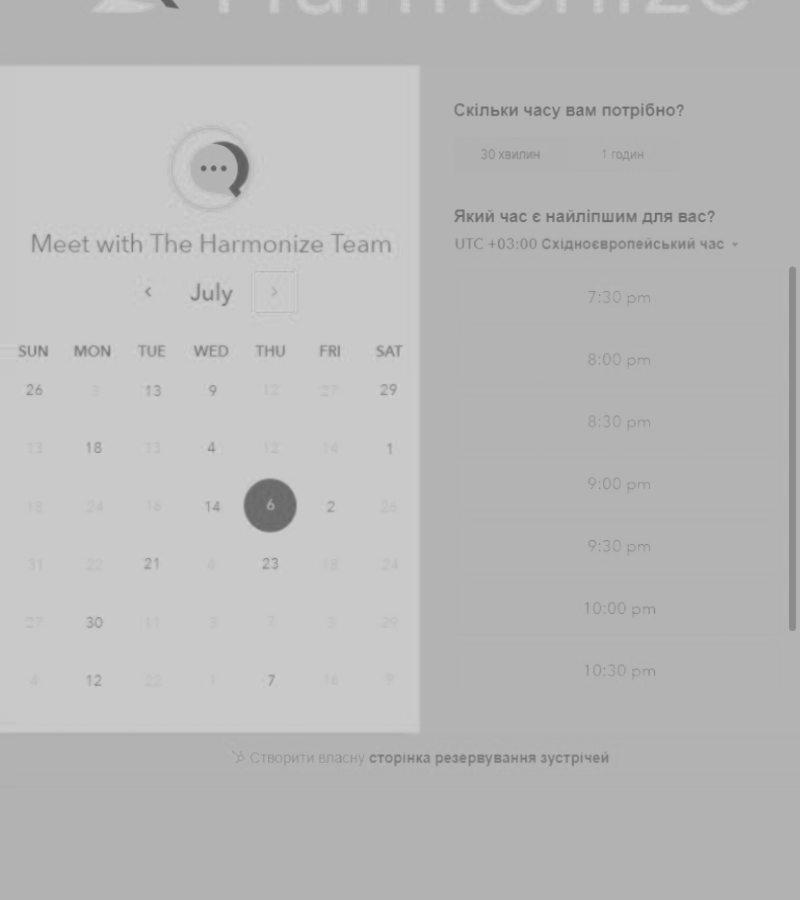 Harmonize
Meet with The Harmonize Team
July
SUN MON TUE WED THU FRI SAT
26 3 13 9 12 27 29
13 18 13 4 12 14 1
18 24 16 14 6 2 26
31 22 21 4 23 18 24
27 30 11 3 7 3 29
4 12 22 1 7 16 9
Скільки часу вам потрібно?
30 хвилин 1 годин
Який час є найліпшим для вас?
UTC +03:00 Східноєвропейський час
7:30 pm
8:00 pm
8:30 pm
9:00 pm
9:30 pm
10:00 pm
10:30 pm
Створити власну сторінка резервування зустрічей